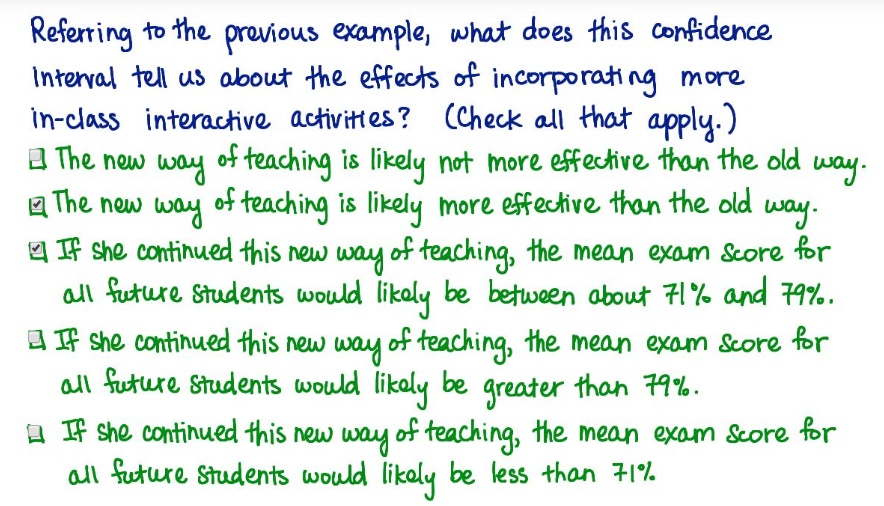 Referring to the previous example, what does this confidence
Interval tell us about the effects of incorporating more
in-class interactive activities? (Check all that apply.)
The new way of teaching is likely not more effective than the old way.
The new way of teaching is likely more effective than the old way.
If she continued this new way of teaching, the mean exam score for
all future students would likely be between about 71% and 79%.
If she continued this new way of teaching, the mean exam score for
all future students would likely be greater than 79%.
If she continued this new way of teaching, the mean exam score for
all future students would likely be less than 71%